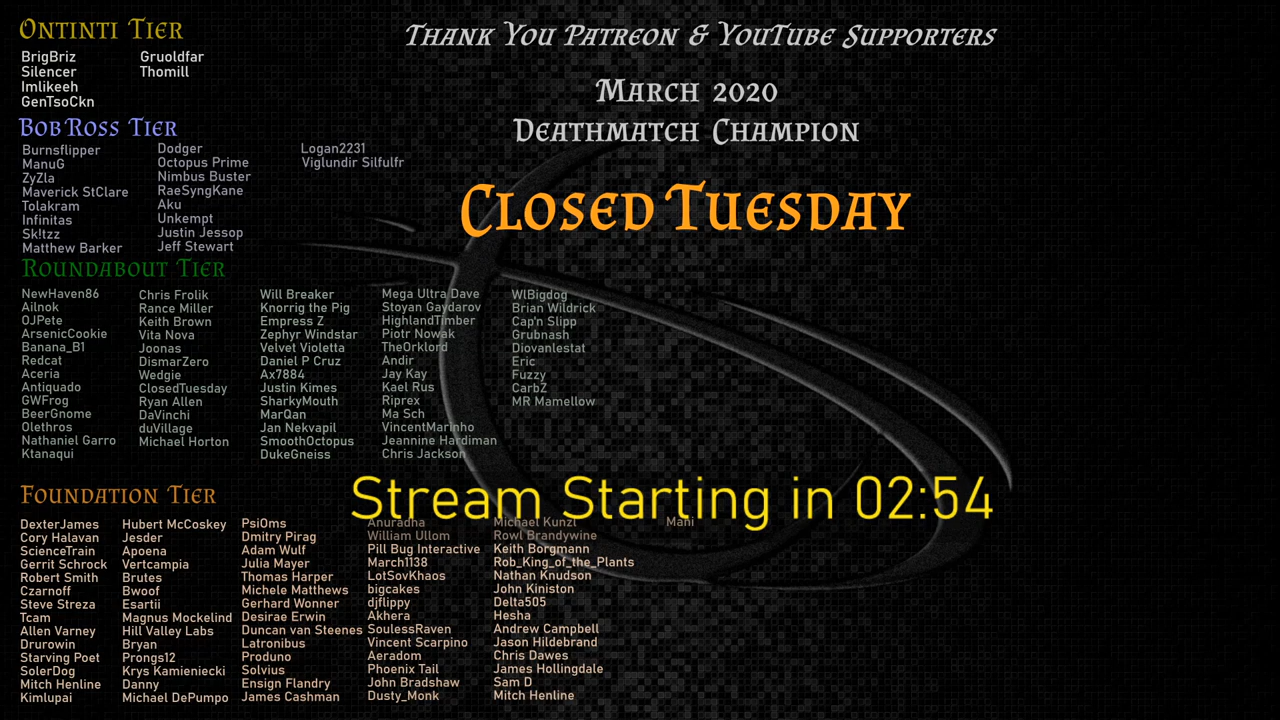 Thank You Patreon & YouTube Supporters
March 2020
Deathmatch Champion
Closed Tuesday
Ontinti Tier
BrigBriz
Silencer
Imlikeeh
GenTsoCkn
Gruoldfar
Thomill
Bob Ross Tier
Burnsflipper
ManuG
ZyZla
Maverick StClare
Tolakram
Infinitas
Sk!tzz
Matthew Barker
Dodger
Octopus Prime
Nimbus Buster
RaeSyngKane
Aku
Unkempt
Justin Jessop
Jeff Stewart
Logan2231
Viglundir Silfulfr
Roundabout Tier
NewHaven86
Ailnok
OJPete
ArsenicCookie
Banana_B1
Redcat
Aceria
Antiquado
GWFrog
BeerGnome
Olethros
Nathaniel Garro
Ktanaqui
Chris Frolik
Rance Miller
Keith Brown
Vita Nova
Joonas
DismarZero
Wedgie
ClosedTuesday
Ryan Allen
DaVinchi
duVillage
Michael Horton
Will Breaker
Knorrig the Pig
Empress Z
Zephyr Windstar
Velvet Violetta
Daniel P Cruz
Ax7884
Justin Kimes
SharkyMouth
MarQan
Jan Nekvapil
SmoothOctopus
DukeGneiss
Mega Ultra Dave
Stoyan Gaydarov
HighlandTimber
Piotr Nowak
TheOrklord
Andir
Jay Kay
Kael Rus
Riprex
Ma Sch
VincentMarinho
Jeannine Hardiman
Chris Jackson
WlBigdog
Brian Wildrick
Cap'n Slipp
Grubnash
Diovanlestat
Eric
Fuzzy
CarbZ
MR Mamellow
Stream Starting in 02:54
Foundation Tier
DexterJames
Cory Halavan
ScienceTrain
Gerrit Schrock
Robert Smith
Czarnoff
Steve Streza
Tcam
Allen Varney
Drurowin
Starving Poet
SolerDog
Mitch Henline
Kimlupai
Hubert McCoskey
Jesder
Apoena
Vertcampia
Brutes
Bwoof
Esartii
Magnus Mockelind
Hill Valley Labs
Bryan
Prongs12
Krys Kamieniecki
Danny
Michael DePumpo
PsiOms
Dmitry Pirag
Adam Wulf
Julia Mayer
Thomas Harper
Michele Matthews
Gerhard Wonner
Desirae Erwin
Duncan van Steenes
Latronibus
Produno
Solvius
Ensign Flandry
James Cashman
Anuradha
William Ullom
Pill Bug Interactive
March1138
LotSovKhaos
bigcakes
djflippy
Akhera
SoulessRaven
Vincent Scarpino
Aeradom
Phoenix Tail
John Bradshaw
Dusty_Monk
Michael Kunzl
Rowl Brandywine
Keith Borgmann
Rob_King_of_the_Plants
Nathan Knudson
John Kiniston
Delta505
Hesha
Andrew Campbell
Jason Hildebrand
Chris Dawes
James Hollingdale
Sam D
Mitch Henline
Mani